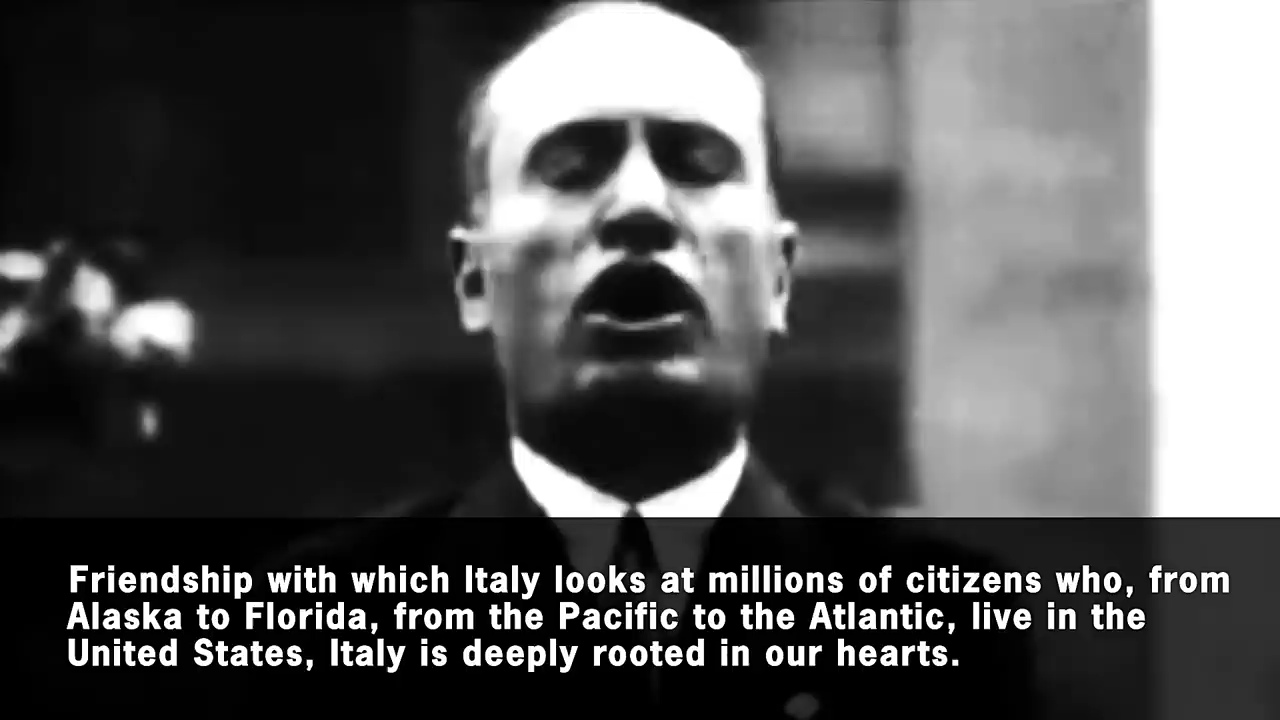 Friendship with which Italy looks at millions of citizens who, from
Alaska to Florida, from the Pacific to the Atlantic, live in the
United States, Italy is deeply rooted in our hearts.